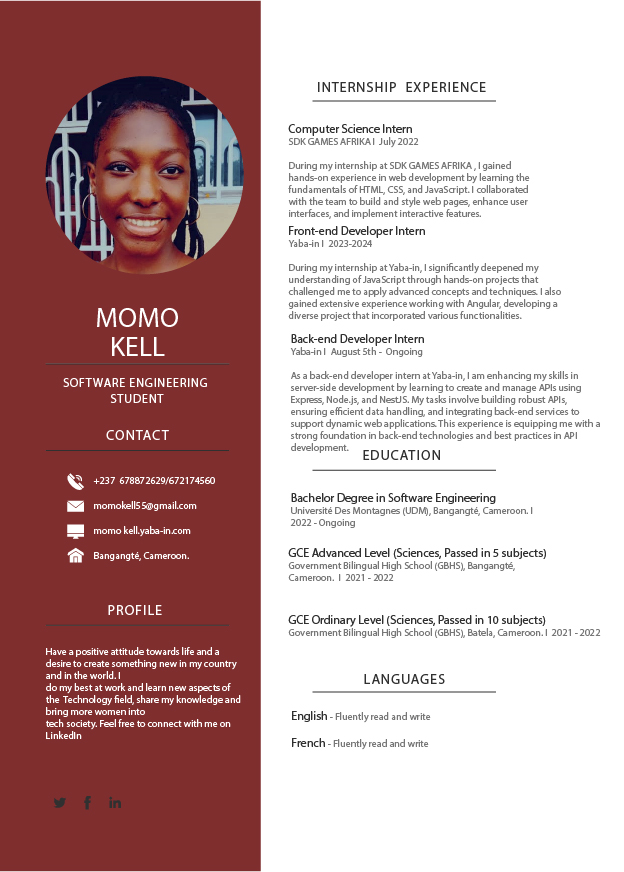 MOMO
KELL
SOFTWARE ENGINEERING
STUDENT
CONTACT
+237 678872629/672174560
momokell55@gmail.com
momo kell.yaba-in.com
Bangangté, Cameroon.
PROFILE
Have a positive attitude towards life and a
desire to create something new in my country
and in the world. I
do my best at work and learn new aspects of
the Technology field, share my knowledge and
bring more women into
tech society. Feel free to connect with me on
LinkedIn
INTERNSHIP EXPERIENCE
Computer Science Intern
SDK GAMES AFRIKA I July 2022
During my internship at SDK GAMES AFRIKA , I gained
hands-on experience in web development by learning the
fundamentals of HTML, CSS, and JavaScript. I collaborated
with the team to build and style web pages, enhance user
interfaces, and implement interactive features.
Front-end Developer Intern
Yaba-in I 2023-2024
During my internship at Yaba-in, I significantly deepened my
understanding of JavaScript through hands-on projects that
challenged me to apply advanced concepts and techniques. I also
gained extensive experience working with Angular, developing a
diverse project that incorporated various functionalities.
Back-end Developer Intern
Yaba-in I August 5th - Ongoing
As a back-end developer intern at Yaba-in, I am enhancing my skills in
server-side development by learning to create and manage APIs using
Express, Node.js, and NestJS. My tasks involve building robust APIs,
ensuring efficient data handling, and integrating back-end services to
support dynamic web applications. This experience is equipping me with a
strong foundation in back-end technologies and best practices in API
development.
EDUCATION
Bachelor Degree in Software Engineering
Université Des Montagnes (UDM), Bangangté, Cameroon. I
2022 - Ongoing
GCE Advanced Level (Sciences, Passed in 5 subjects)
Government Bilingual High School (GBHS), Bangangté,
Cameroon. I 2021 - 2022
GCE Ordinary Level (Sciences, Passed in 10 subjects)
Government Bilingual High School (GBHS), Batela, Cameroon. I 2021 - 2022
LANGUAGES
English - Fluently read and write
French - Fluently read and write